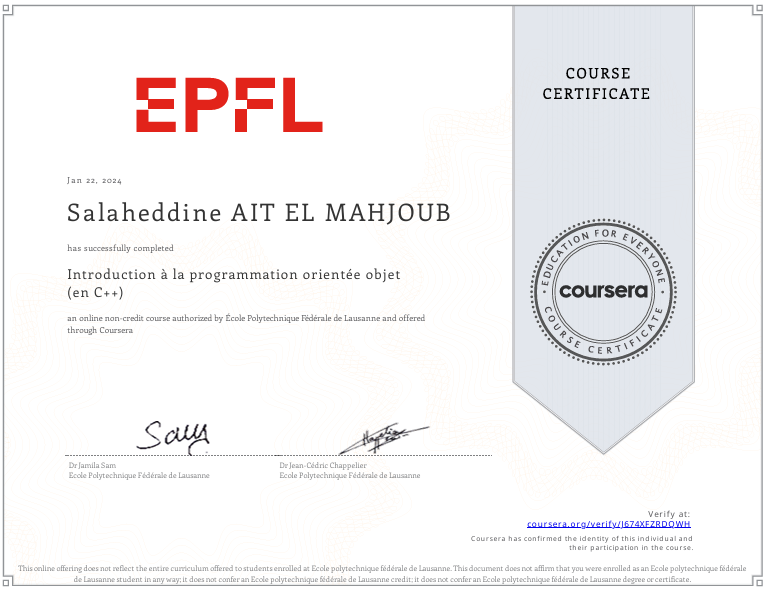 EPFL
COURSE
CERTIFICATE
Jan 22, 2024
Salaheddine AIT EL MAHJOUB
has successfully completed
Introduction à la programmation orientée objet
(en C++)
an online non-credit course authorized by École Polytechnique Fédérale de Lausanne and offered
through Coursera
EDUCATION FOR EVERYONE
coursera
COURSE CERTIFICATE
Dr Jamila Sam
Ecole Polytechnique Fédérale de Lausanne
Dr Jean-Cédric Chappelier
Ecole Polytechnique Fédérale de Lausanne
Verify at:
coursera.org/verify/J674XFZRDQWH
Coursera has confirmed the identity of this individual and
their participation in the course.
This online offering does not reflect the entire curriculum offered to students enrolled at Ecole polytechnique fédérale de Lausanne. This document does not affirm that you were enrolled as an Ecole polytechnique fédérale
de Lausanne student in any way; it does not confer an Ecole polytechnique fédérale de Lausanne credit; it does not confer an Ecole polytechnique fédérale de Lausanne degree or certificate.